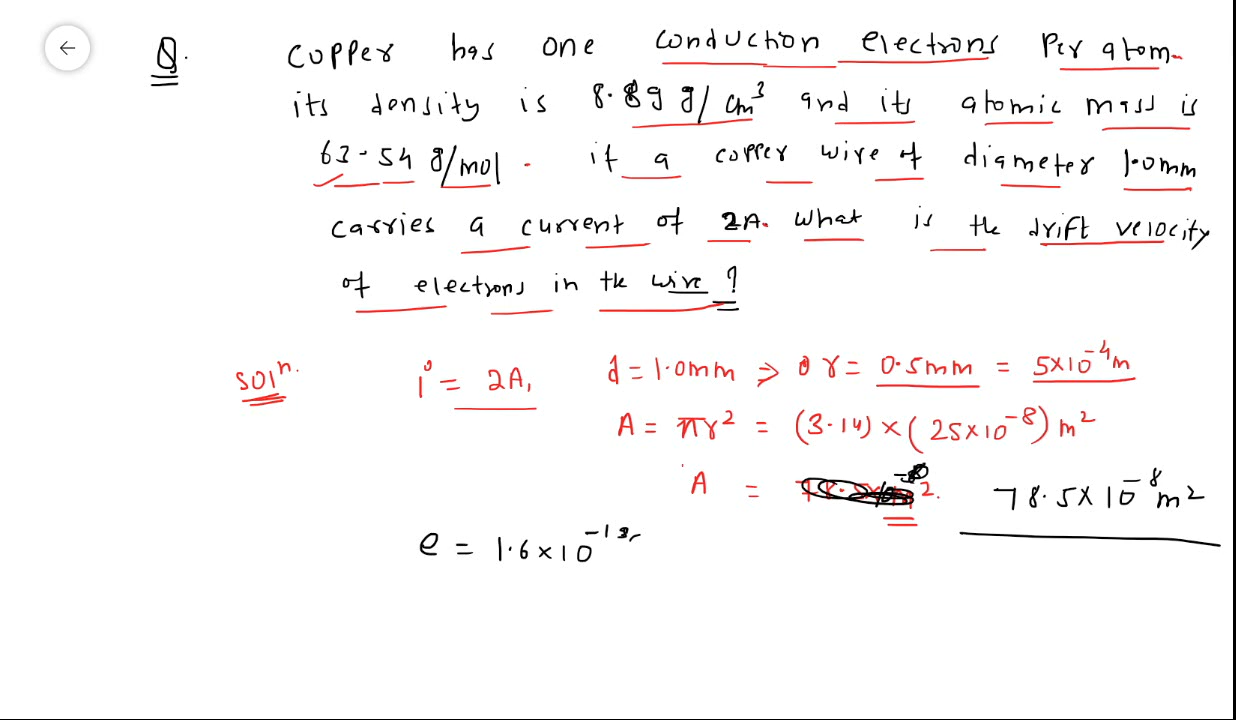 Q. copper has one conduction electrons Per atom.
its density is 8.89 g/cm³ and its atomic mass is
63.54 g/mol. if a copper wire of diameter 1.0mm
carries a current of 2A. what is the drift velocity
of electrons in the wire?
Solⁿ. i = 2A, d = 1.0mm ⇒ r = 0.5mm = 5×10⁻⁴m
A = πr² = (3.14) × (25×10⁻⁸) m²
A = 78.5×10⁻⁸m²
e = 1.6×10